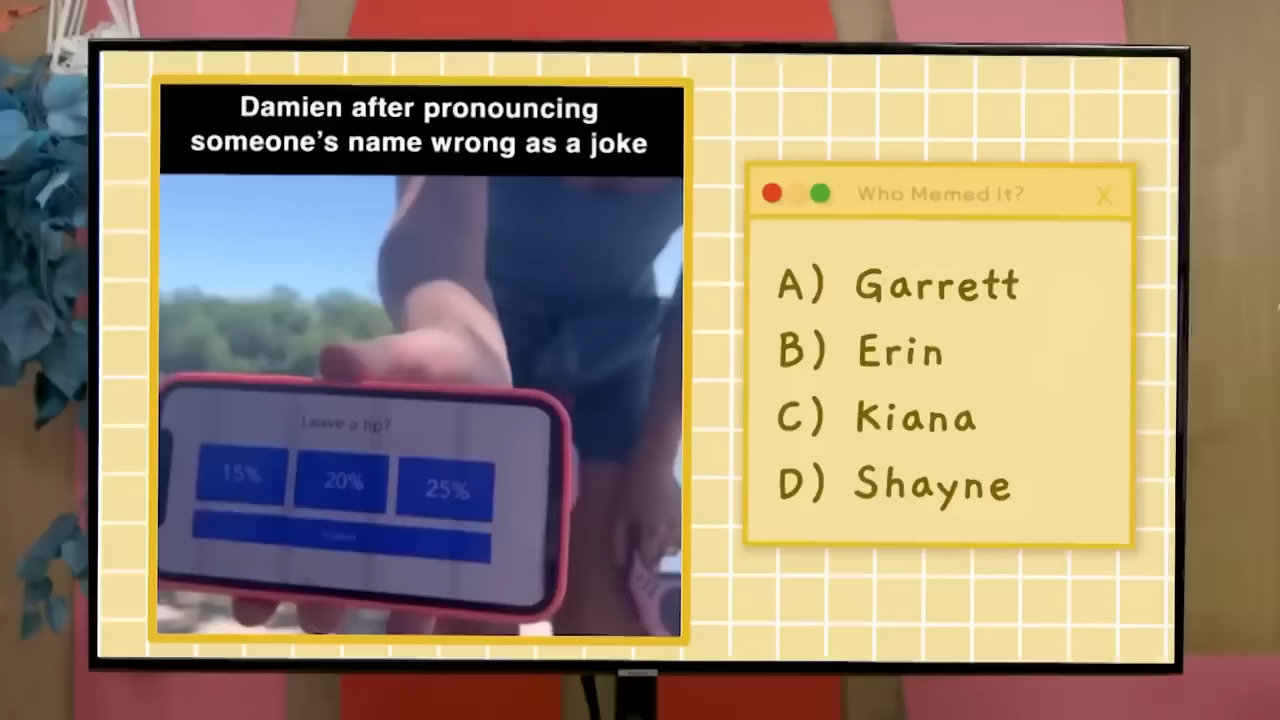 Damien after pronouncing
someone's name wrong as a joke
Leave a tip?
15% 20% 25%
Who Memed It? X
A) Garrett
B) Erin
C) Kiana
D) Shayne